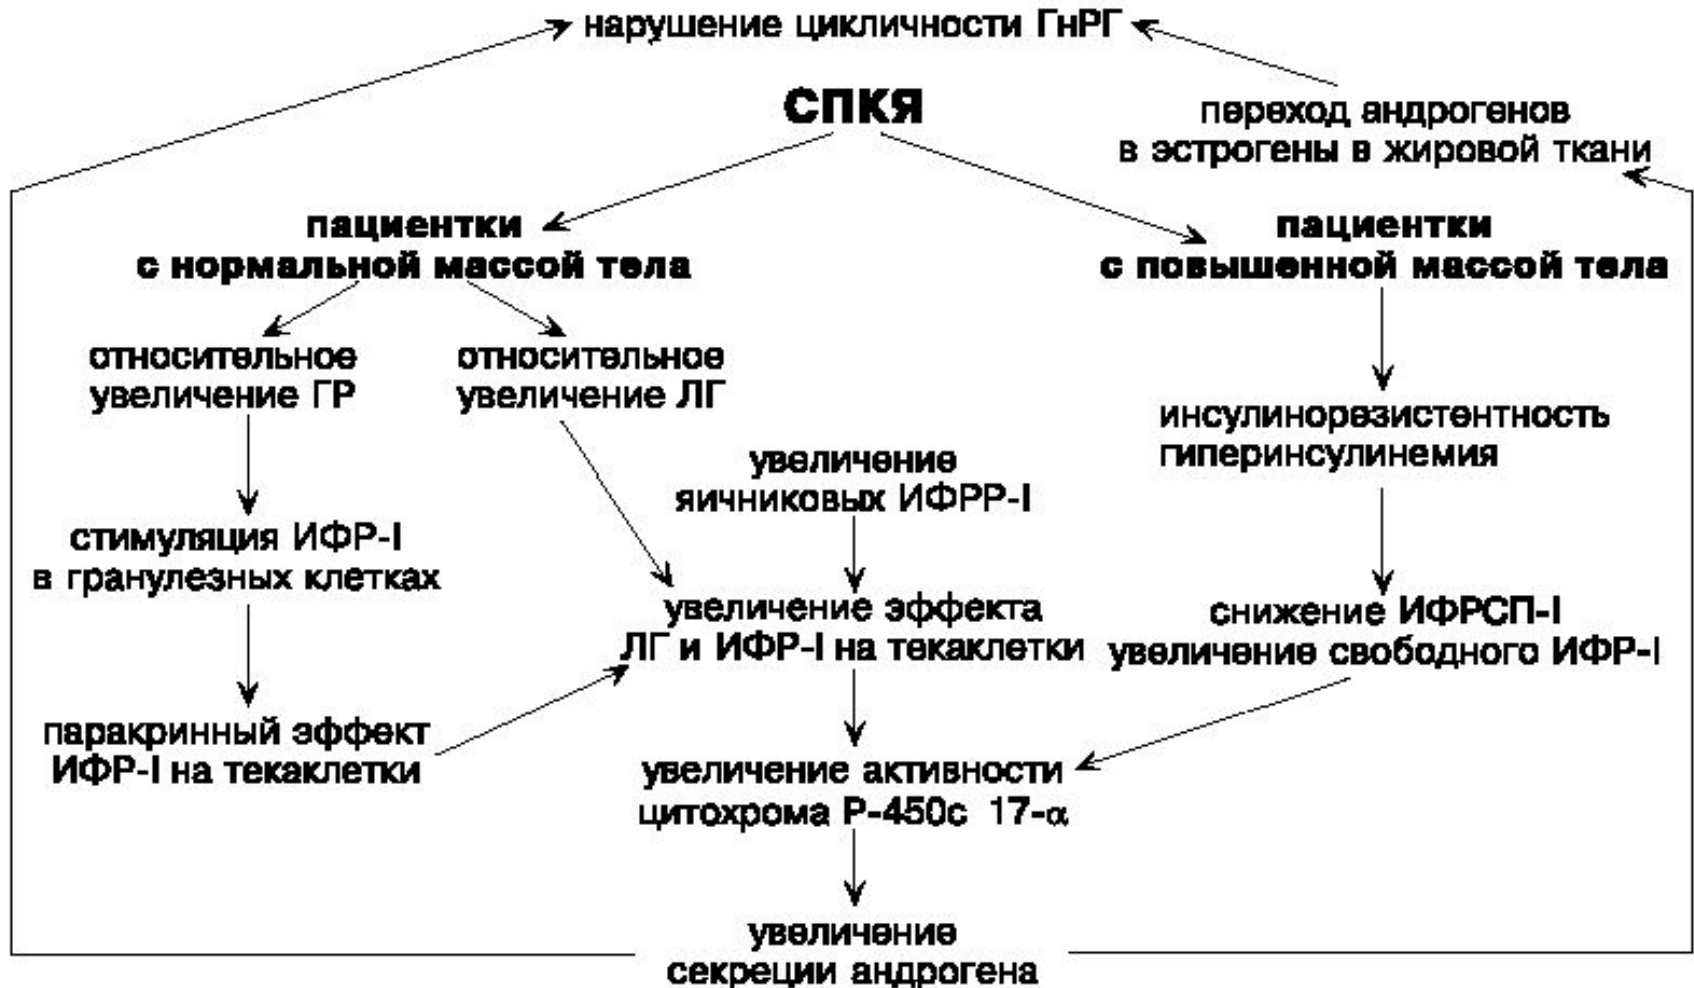 нарушение цикличности ГнРГ
СПКЯ
переход андрогенов
в эстрогены в жировой ткани
пациентки
с нормальной массой тела
пациентки
с повышенной массой тела
относительное
увеличение ГР
относительное
увеличение ЛГ
инсулинорезистентность
гиперинсулинемия
увеличение
яичниковых ИФРР-I
стимуляция ИФР-I
в гранулезных клетках
увеличение эффекта
ЛГ и ИФР-I на текаклетки
снижение ИФРСП-I
увеличение свободного ИФР-I
паракринный эффект
ИФР-I на текаклетки
увеличение активности
цитохрома Р-450с 17-α
увеличение
секреции андрогена